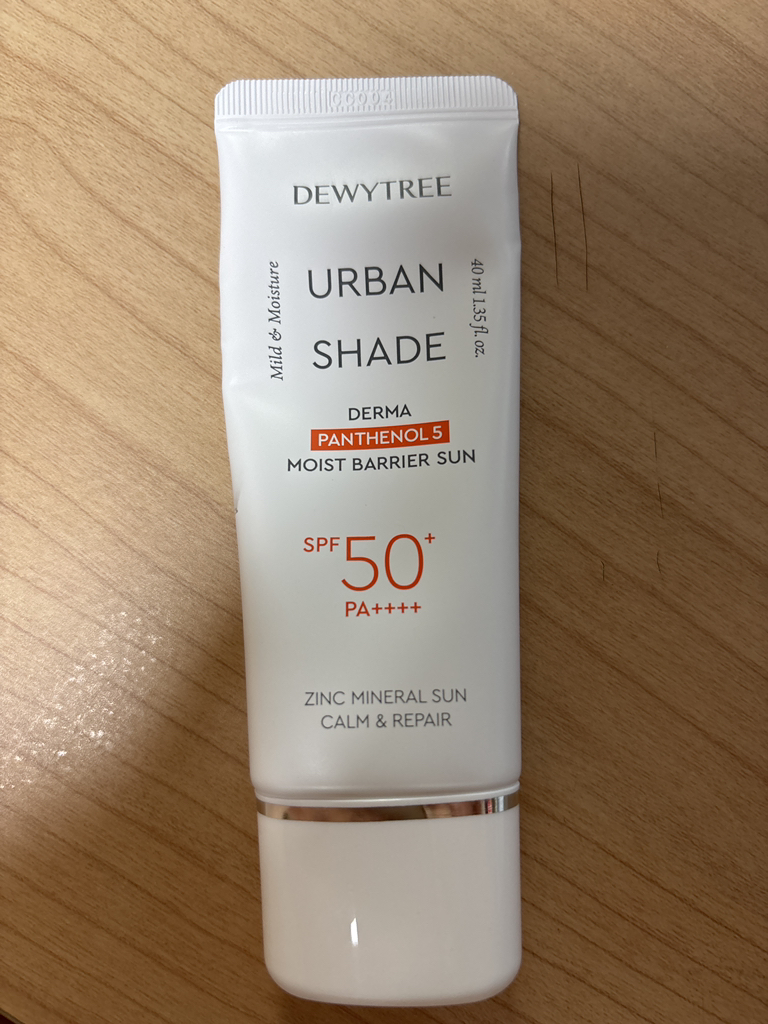 CC004
DEWYTREE
Mild & Moisture
URBAN
SHADE
40 ml 1.35 fl. oz.
DERMA
PANTHENOL 5
MOIST BARRIER SUN
SPF 50+
PA++++
ZINC MINERAL SUN
CALM & REPAIR